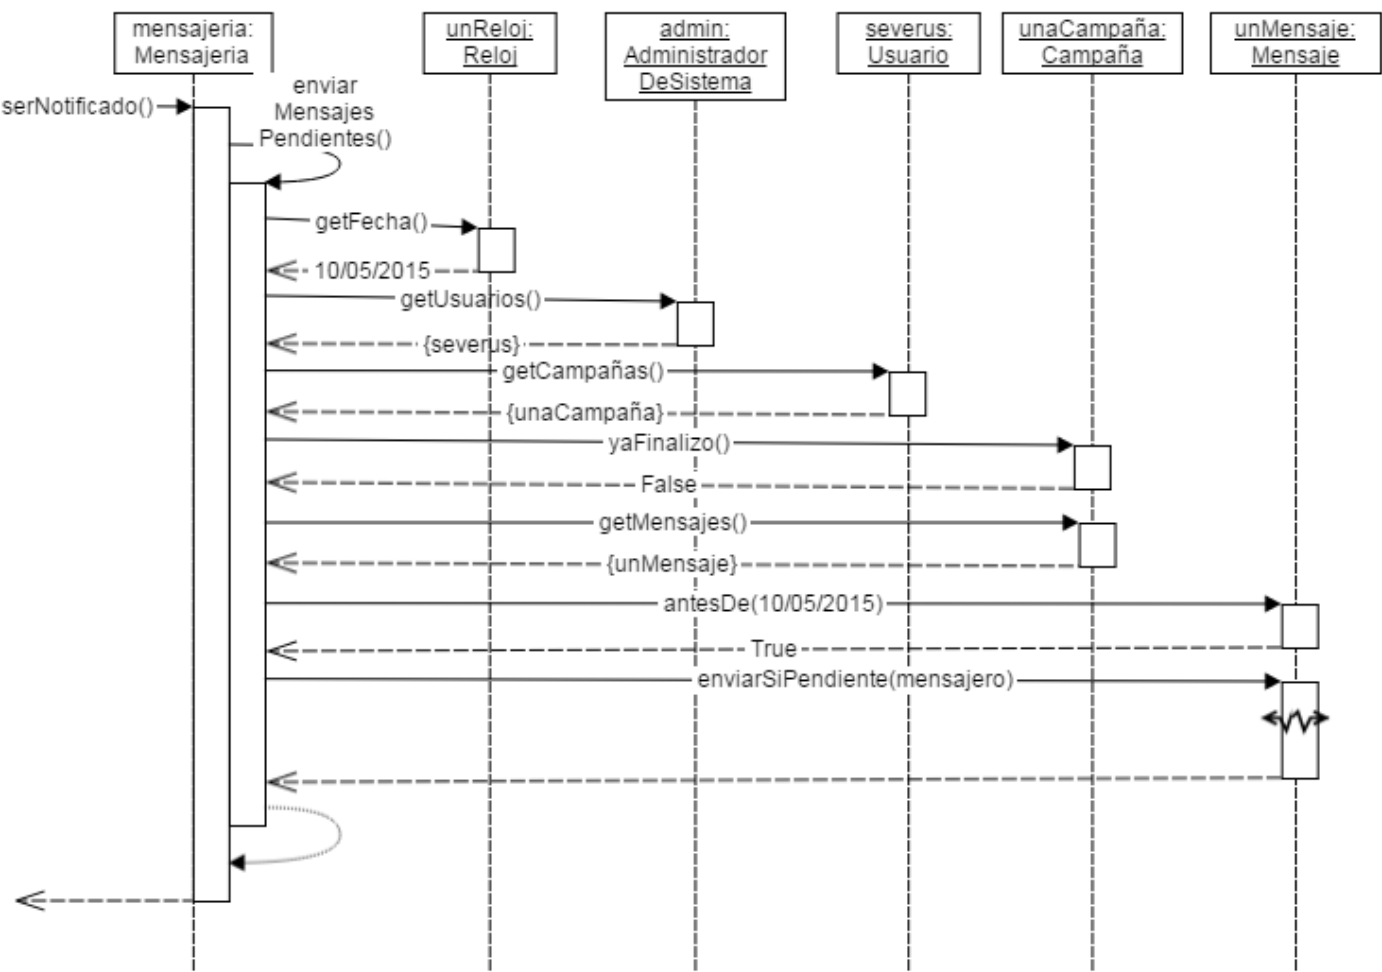 mensajeria:
Mensajeria
unReloj:
Reloj
admin:
Administrador
DeSistema
severus:
Usuario
unaCampaña:
Campaña
unMensaje:
Mensaje
serNotificado()
enviar
Mensajes
Pendientes()
getFecha()
10/05/2015
getUsuarios()
{severus}
getCampañas()
{unaCampaña}
yaFinalizo()
False
getMensajes()
{unMensaje}
antesDe(10/05/2015)
True
enviarSiPendiente(mensajero)